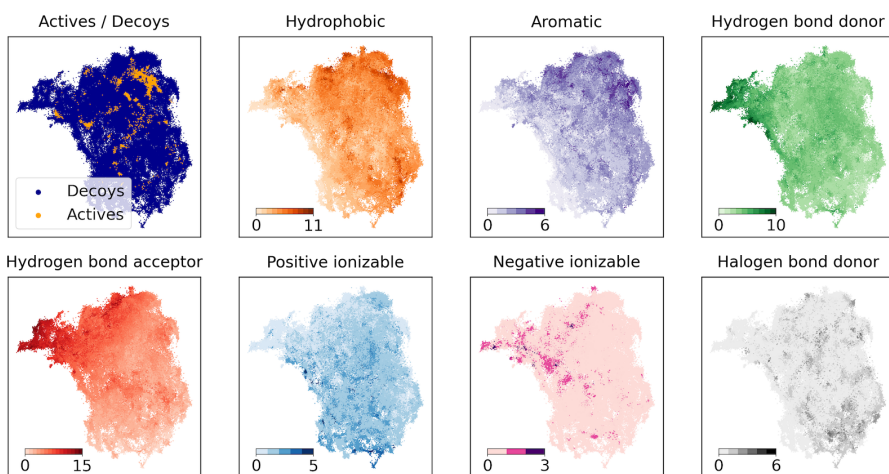 Actives / Decoys
Hydrophobic
Aromatic
Hydrogen bond donor
Decoys
Actives
0 11
0 6
0 10
Hydrogen bond acceptor
Positive ionizable
Negative ionizable
Halogen bond donor
0 15
0 5
0 3
0 6